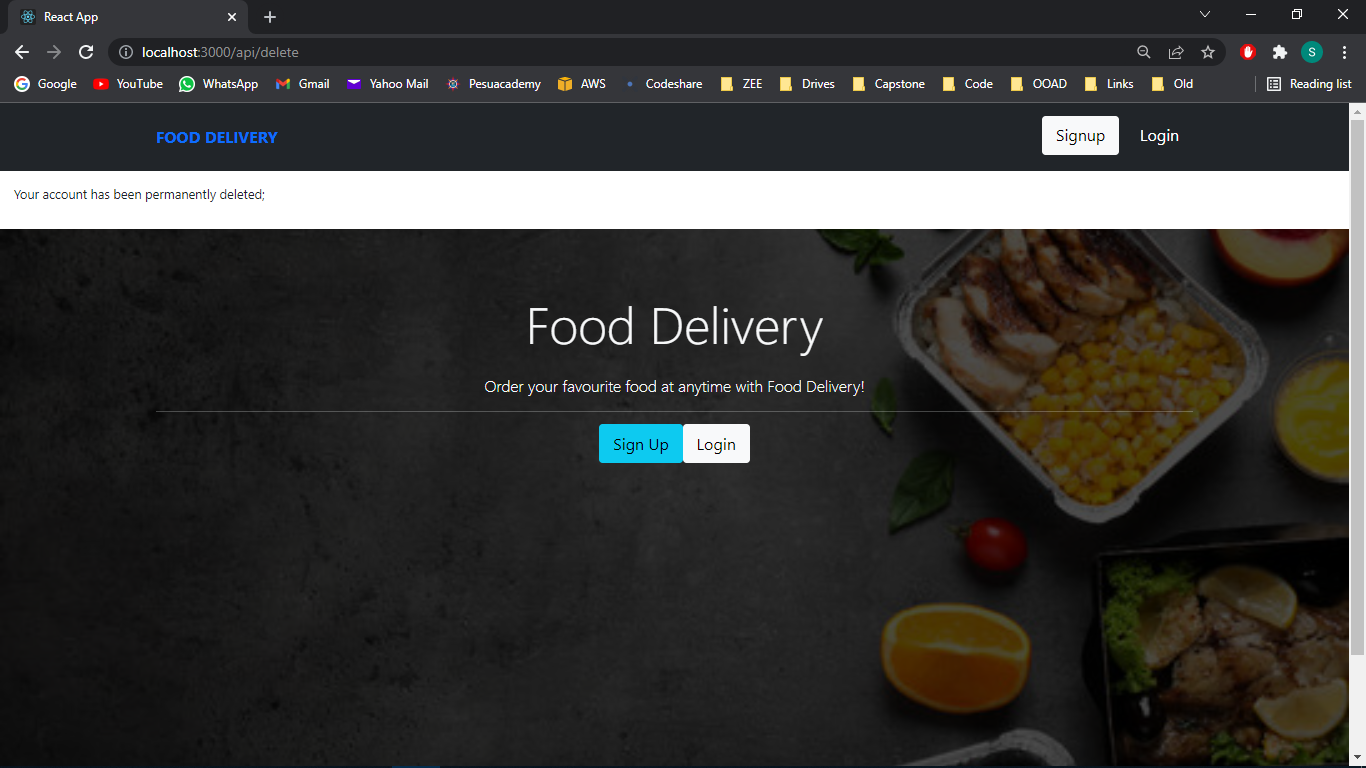 React App
localhost:3000/api/delete
S
Google YouTube WhatsApp Gmail Yahoo Mail Pesuacademy AWS Codeshare ZEE Drives Capstone Code OOAD Links Old Reading list
FOOD DELIVERY Signup Login
Your account has been permanently deleted;
Food Delivery
Order your favourite food at anytime with Food Delivery!
Sign Up Login